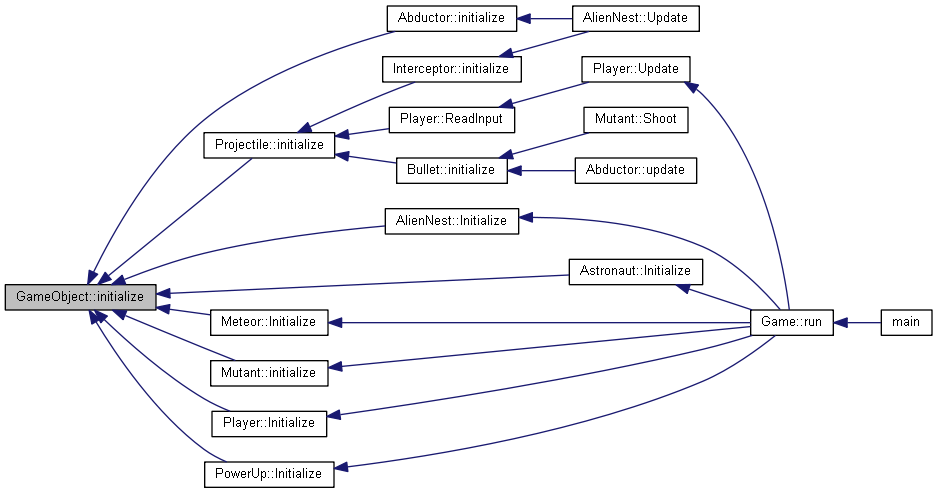 Abductor::initialize
AlienNest::Update
Interceptor::initialize
Player::Update
Player::ReadInput
Mutant::Shoot
Projectile::initialize
Bullet::initialize
Abductor::update
AlienNest::Initialize
Astronaut::Initialize
GameObject::initialize
Meteor::Initialize
Game::run
main
Mutant::initialize
Player::Initialize
PowerUp::Initialize